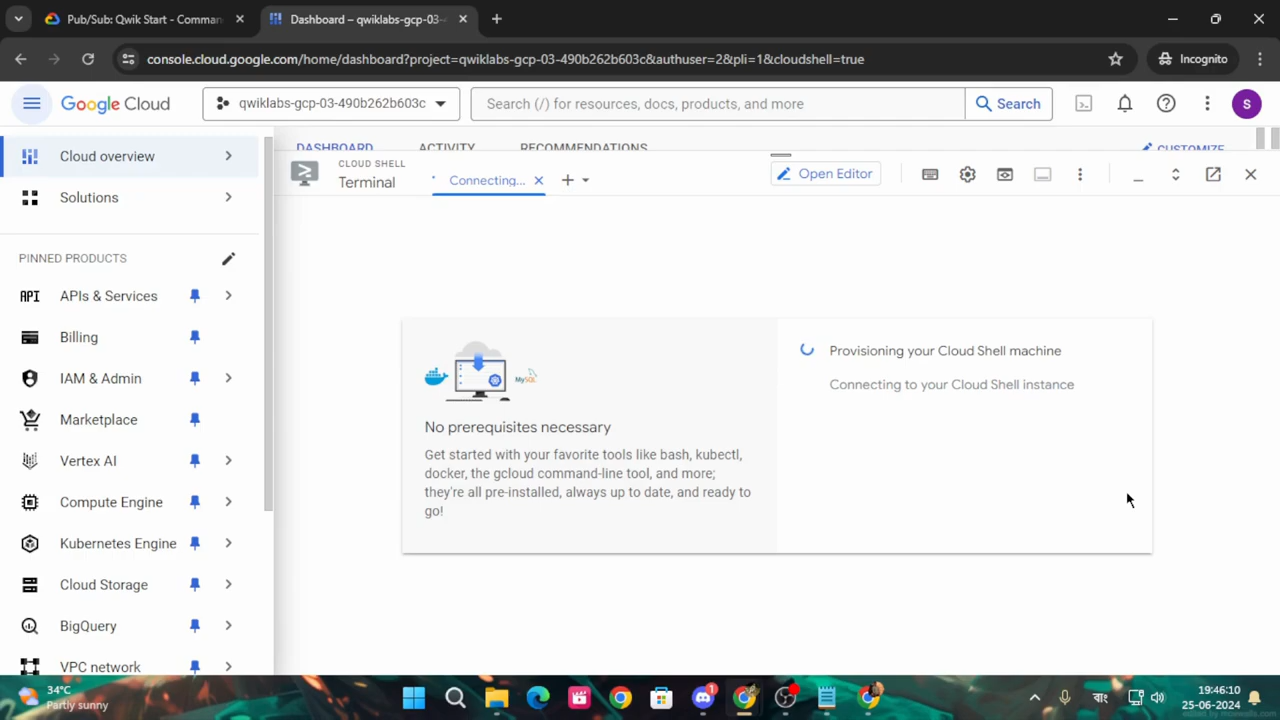 Pub/Sub: Qwik Start - Comman
Dashboard – qwiklabs-gcp-03-
console.cloud.google.com/home/dashboard?project=qwiklabs-gcp-03-490b262b603c&authuser=2&pli=1&cloudshell=true
Incognito
Google Cloud
qwiklabs-gcp-03-490b262b603c
Search (/) for resources, docs, products, and more
Search
S
Cloud overview
Solutions
PINNED PRODUCTS
API
APIs & Services
Billing
IAM & Admin
Marketplace
Vertex AI
Compute Engine
Kubernetes Engine
Cloud Storage
BigQuery
VPC network
DASHBOARD
ACTIVITY
RECOMMENDATIONS
CUSTOMIZE
CLOUD SHELL
Terminal
Connecting...
Open Editor
MySQL
No prerequisites necessary
Get started with your favorite tools like bash, kubectl,
docker, the gcloud command-line tool, and more;
they're all pre-installed, always up to date, and ready to
go!
Provisioning your Cloud Shell machine
Connecting to your Cloud Shell instance
34°C
Partly sunny
1
বাং
19:46:10
25-06-2024